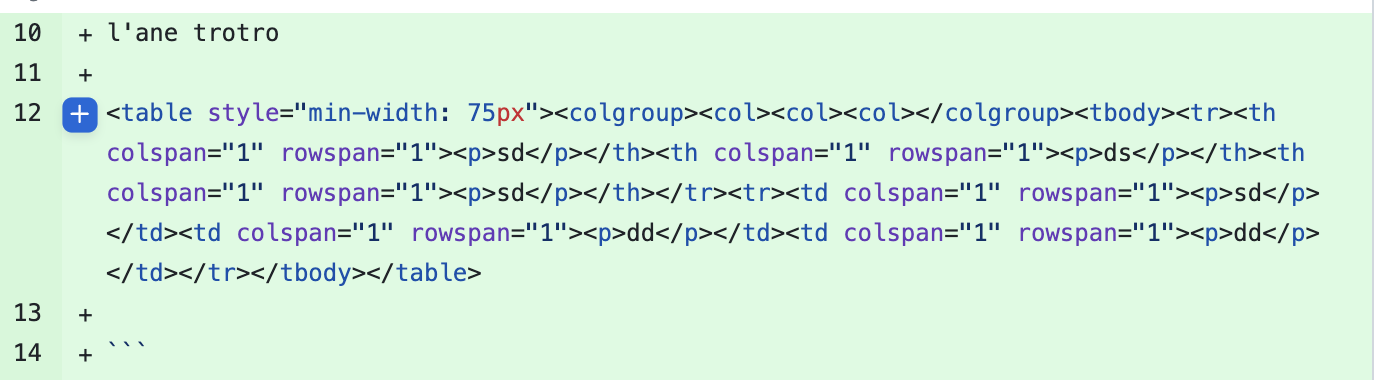 10 + l'ane trotro
11 +
12 + <table style="min-width: 75px"><colgroup><col><col><col></colgroup><tbody><tr><th
colspan="1" rowspan="1"><p>sd</p></th><th colspan="1" rowspan="1"><p>ds</p></th><th
colspan="1" rowspan="1"><p>sd</p></th></tr><tr><td colspan="1" rowspan="1"><p>sd</p>
</td><td colspan="1" rowspan="1"><p>dd</p></td><td colspan="1" rowspan="1"><p>dd</p>
</td></tr></tbody></table>
13 +
14 + ```